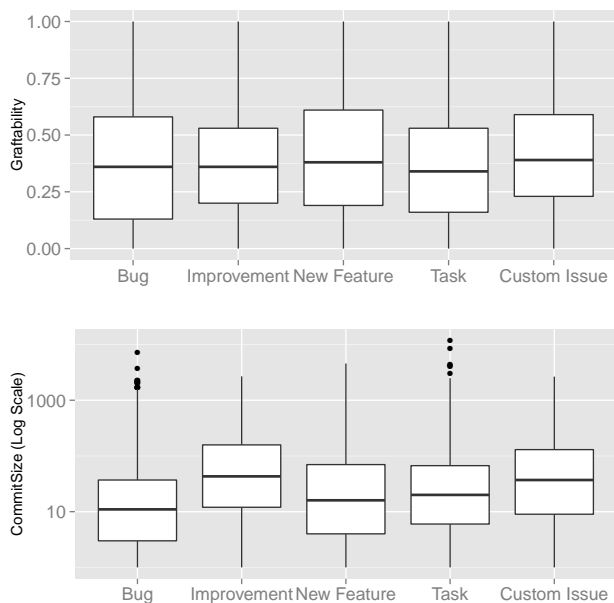 1.00
0.75
0.50
0.25
0.00
Graftability
Bug Improvement New Feature Task Custom Issue
1000
10
CommitSize (Log Scale)
Bug Improvement New Feature Task Custom Issue